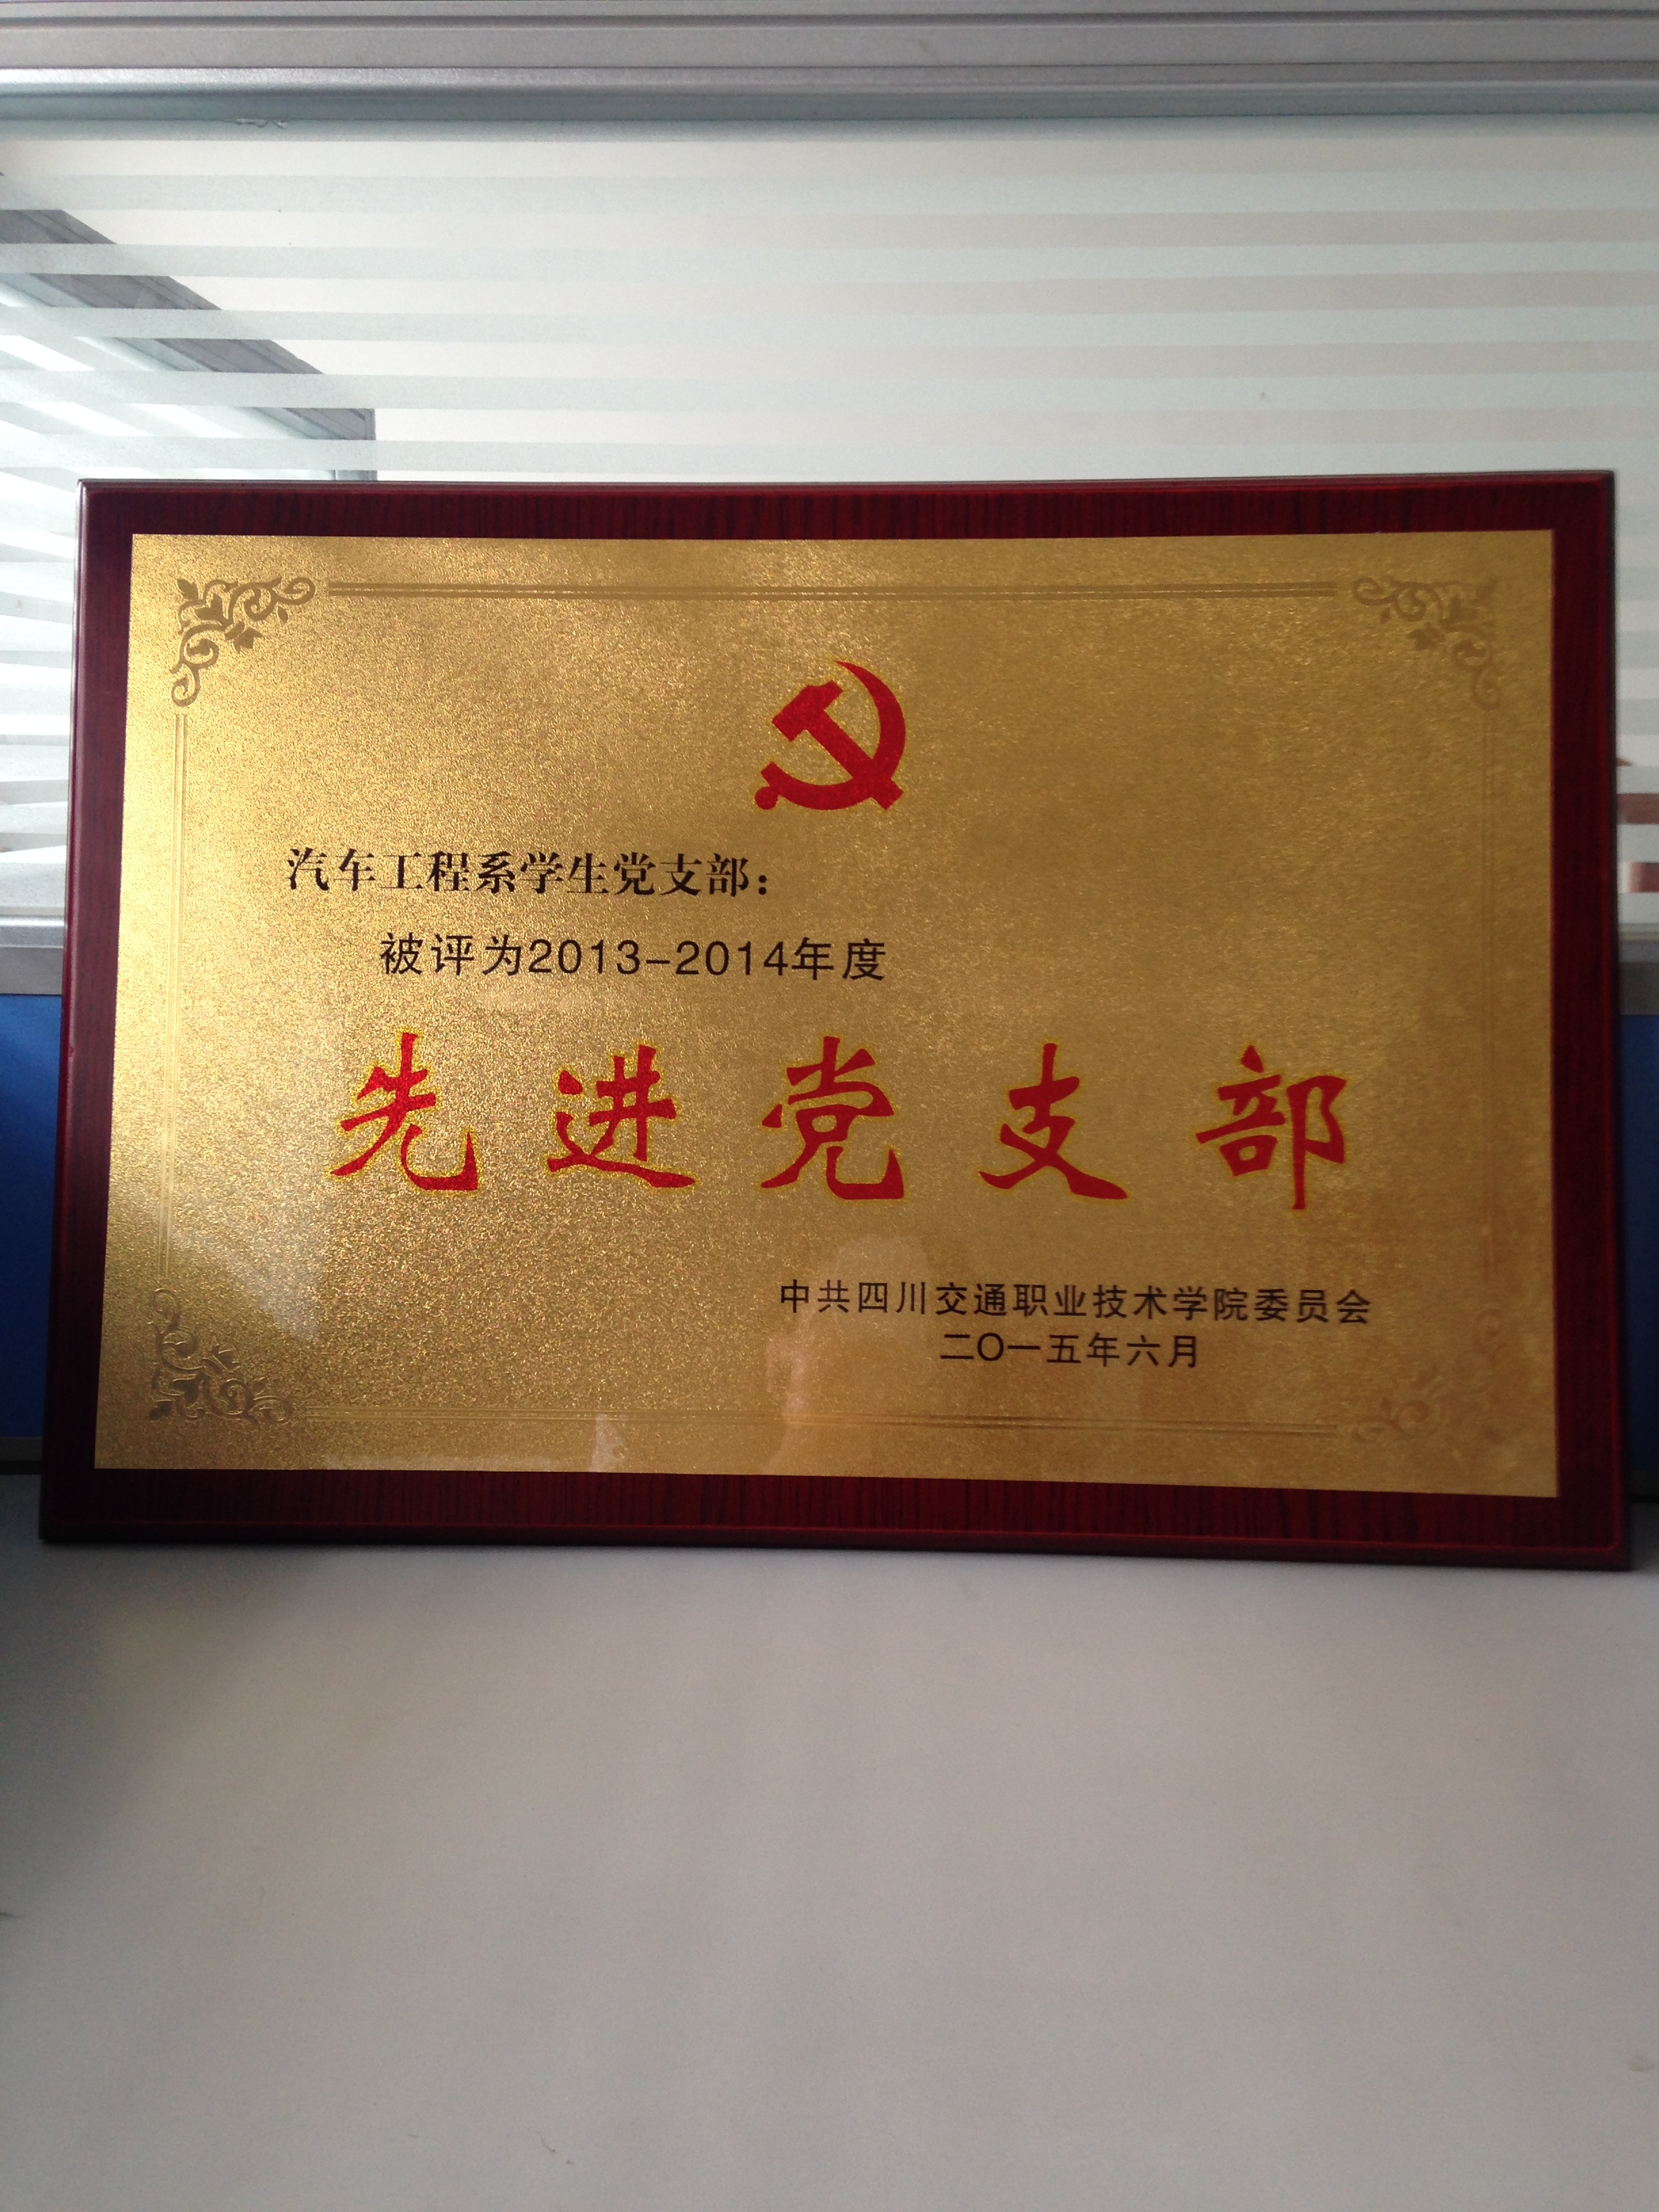 汽车工程系学生党支部：
被评为2013-2014年度
先进党支部
中共四川交通职业技术学院委员会
二〇一五年六月